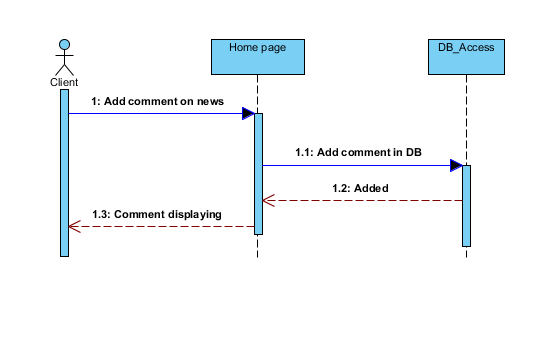 Home page
DB_Access
Client
1: Add comment on news
1.1: Add comment in DB
1.2: Added
1.3: Comment displaying